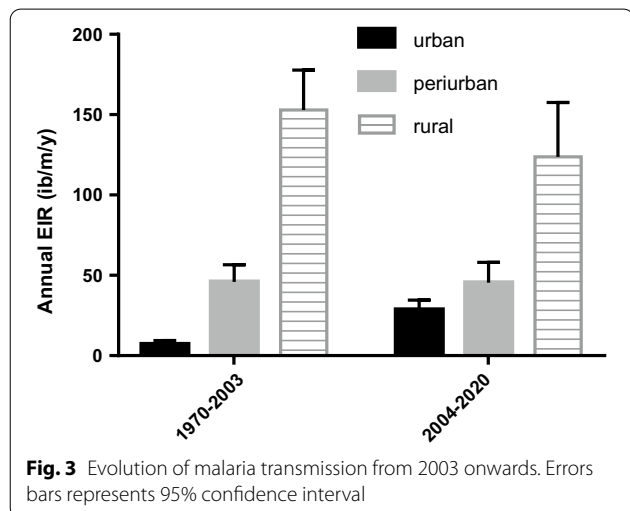 200
150
100
50
0
Annual EIR (ib/m/y)
urban
periurban
rural
1970-2003
2004-2020
Fig. 3 Evolution of malaria transmission from 2003 onwards. Errors
bars represents 95% confidence interval